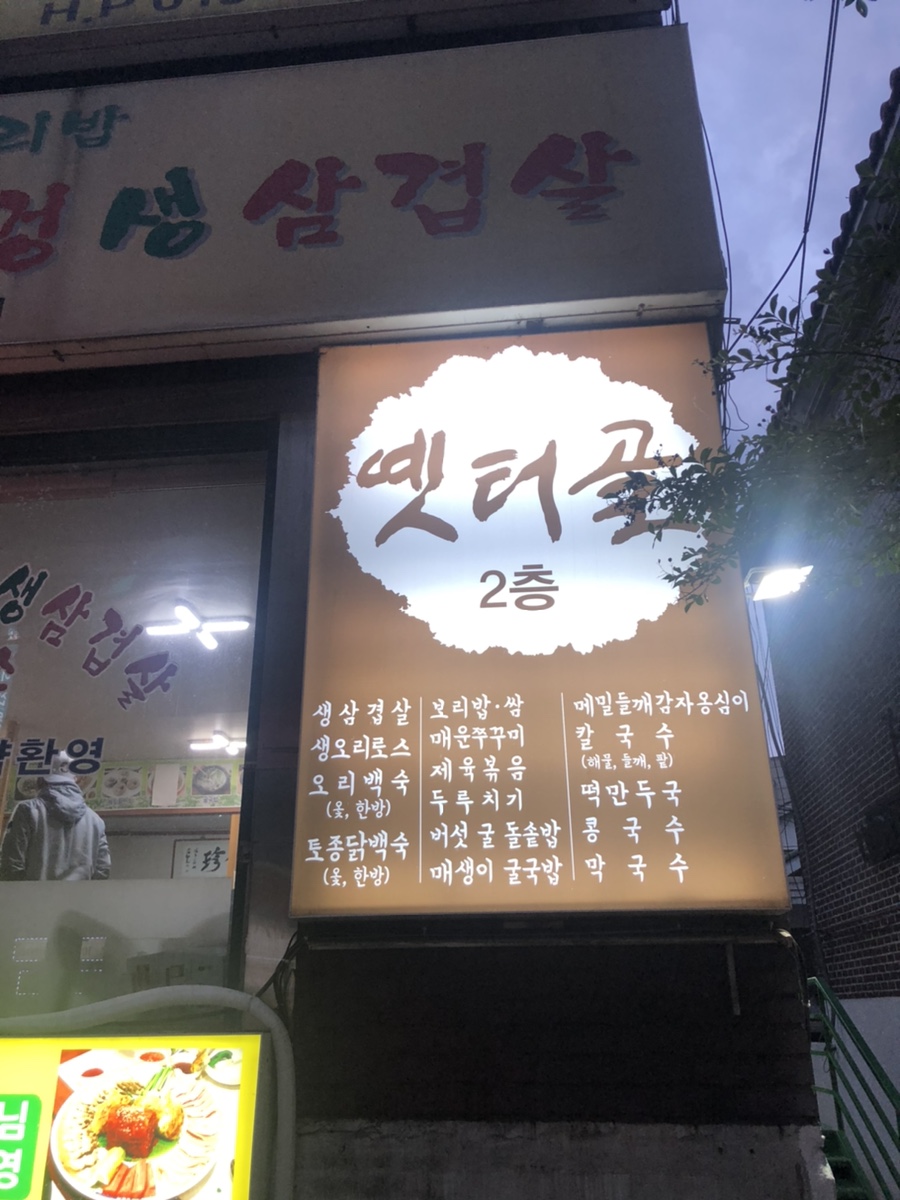 H.P 01
리밥
겅 생 삼겹살
옛터골
2층
생삼겹살
생오리로스
오리백숙
(옻, 한방)
토종닭백숙
(옻, 한방)
보리밥·쌈
매운쭈꾸미
제육볶음
두루치기
버섯 굴 돌솥밥
매생이 굴국밥
메밀들깨감자옹심이
칼국수
(해물, 들깨, 팥)
떡만두국
콩국수
막국수
생삼겹살
환영
님
영